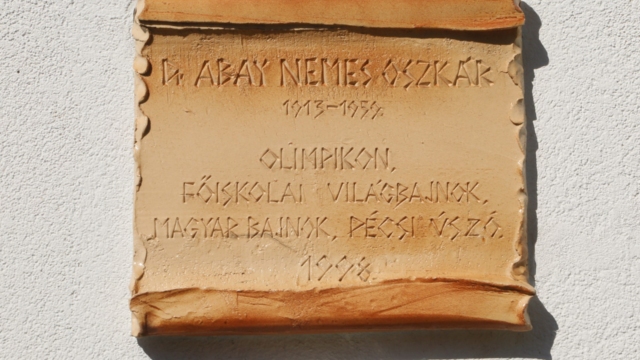 Dr. ABAY NEMES OSZKÁR
1913-1959.
OLIMPIKON,
FŐISKOLAI VILÁGBAJNOK,
MAGYAR BAJNOK, PÉCSI ÚSZÓ.
1998.